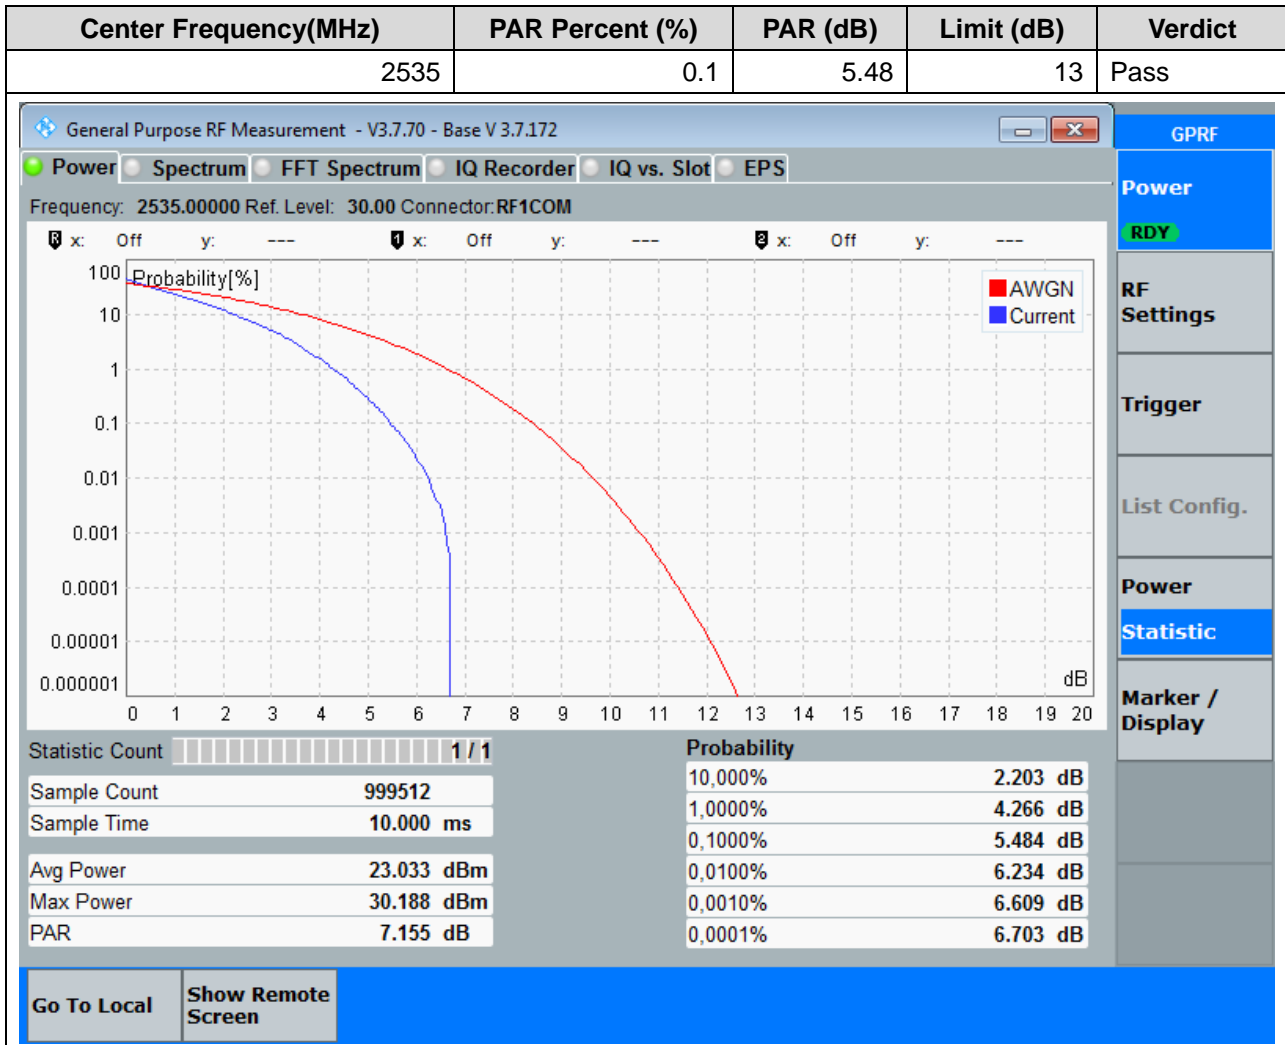 Center Frequency(MHz) PAR Percent (%) PAR (dB) Limit (dB) Verdict
2535 0.1 5.48 13 Pass
General Purpose RF Measurement - V3.7.70 - Base V 3.7.172
GPRF
Power Spectrum FFT Spectrum IQ Recorder IQ vs. Slot EPS
Power
RDY
Frequency: 2535.00000 Ref. Level: 30.00 Connector: RF1COM
R x: Off y: --- 1 x: Off y: --- 2 x: Off y: ---
Probability[%]
AWGN
Current
100
10
1
0.1
0.01
0.001
0.0001
0.00001
0.000001
dB
0 1 2 3 4 5 6 7 8 9 10 11 12 13 14 15 16 17 18 19 20
RF
Settings
Trigger
List Config.
Power
Statistic
Marker /
Display
Statistic Count 1 / 1
Sample Count 999512
Sample Time 10.000 ms
Avg Power 23.033 dBm
Max Power 30.188 dBm
PAR 7.155 dB
Probability
10,000% 2.203 dB
1,0000% 4.266 dB
0,1000% 5.484 dB
0,0100% 6.234 dB
0,0010% 6.609 dB
0,0001% 6.703 dB
Go To Local
Show Remote
Screen